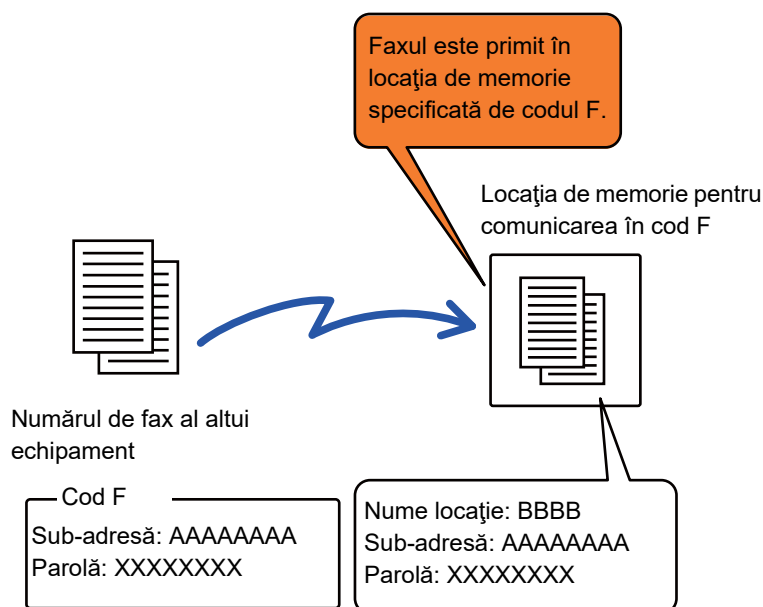 Faxul este primit în
locaţia de memorie
specificată de codul F.
Locaţia de memorie pentru
comunicarea în cod F
Numărul de fax al altui
echipament
Cod F
Sub-adresă: AAAAAAAA
Parolă: XXXXXXXX
Nume locaţie: BBBB
Sub-adresă: AAAAAAAA
Parolă: XXXXXXXX